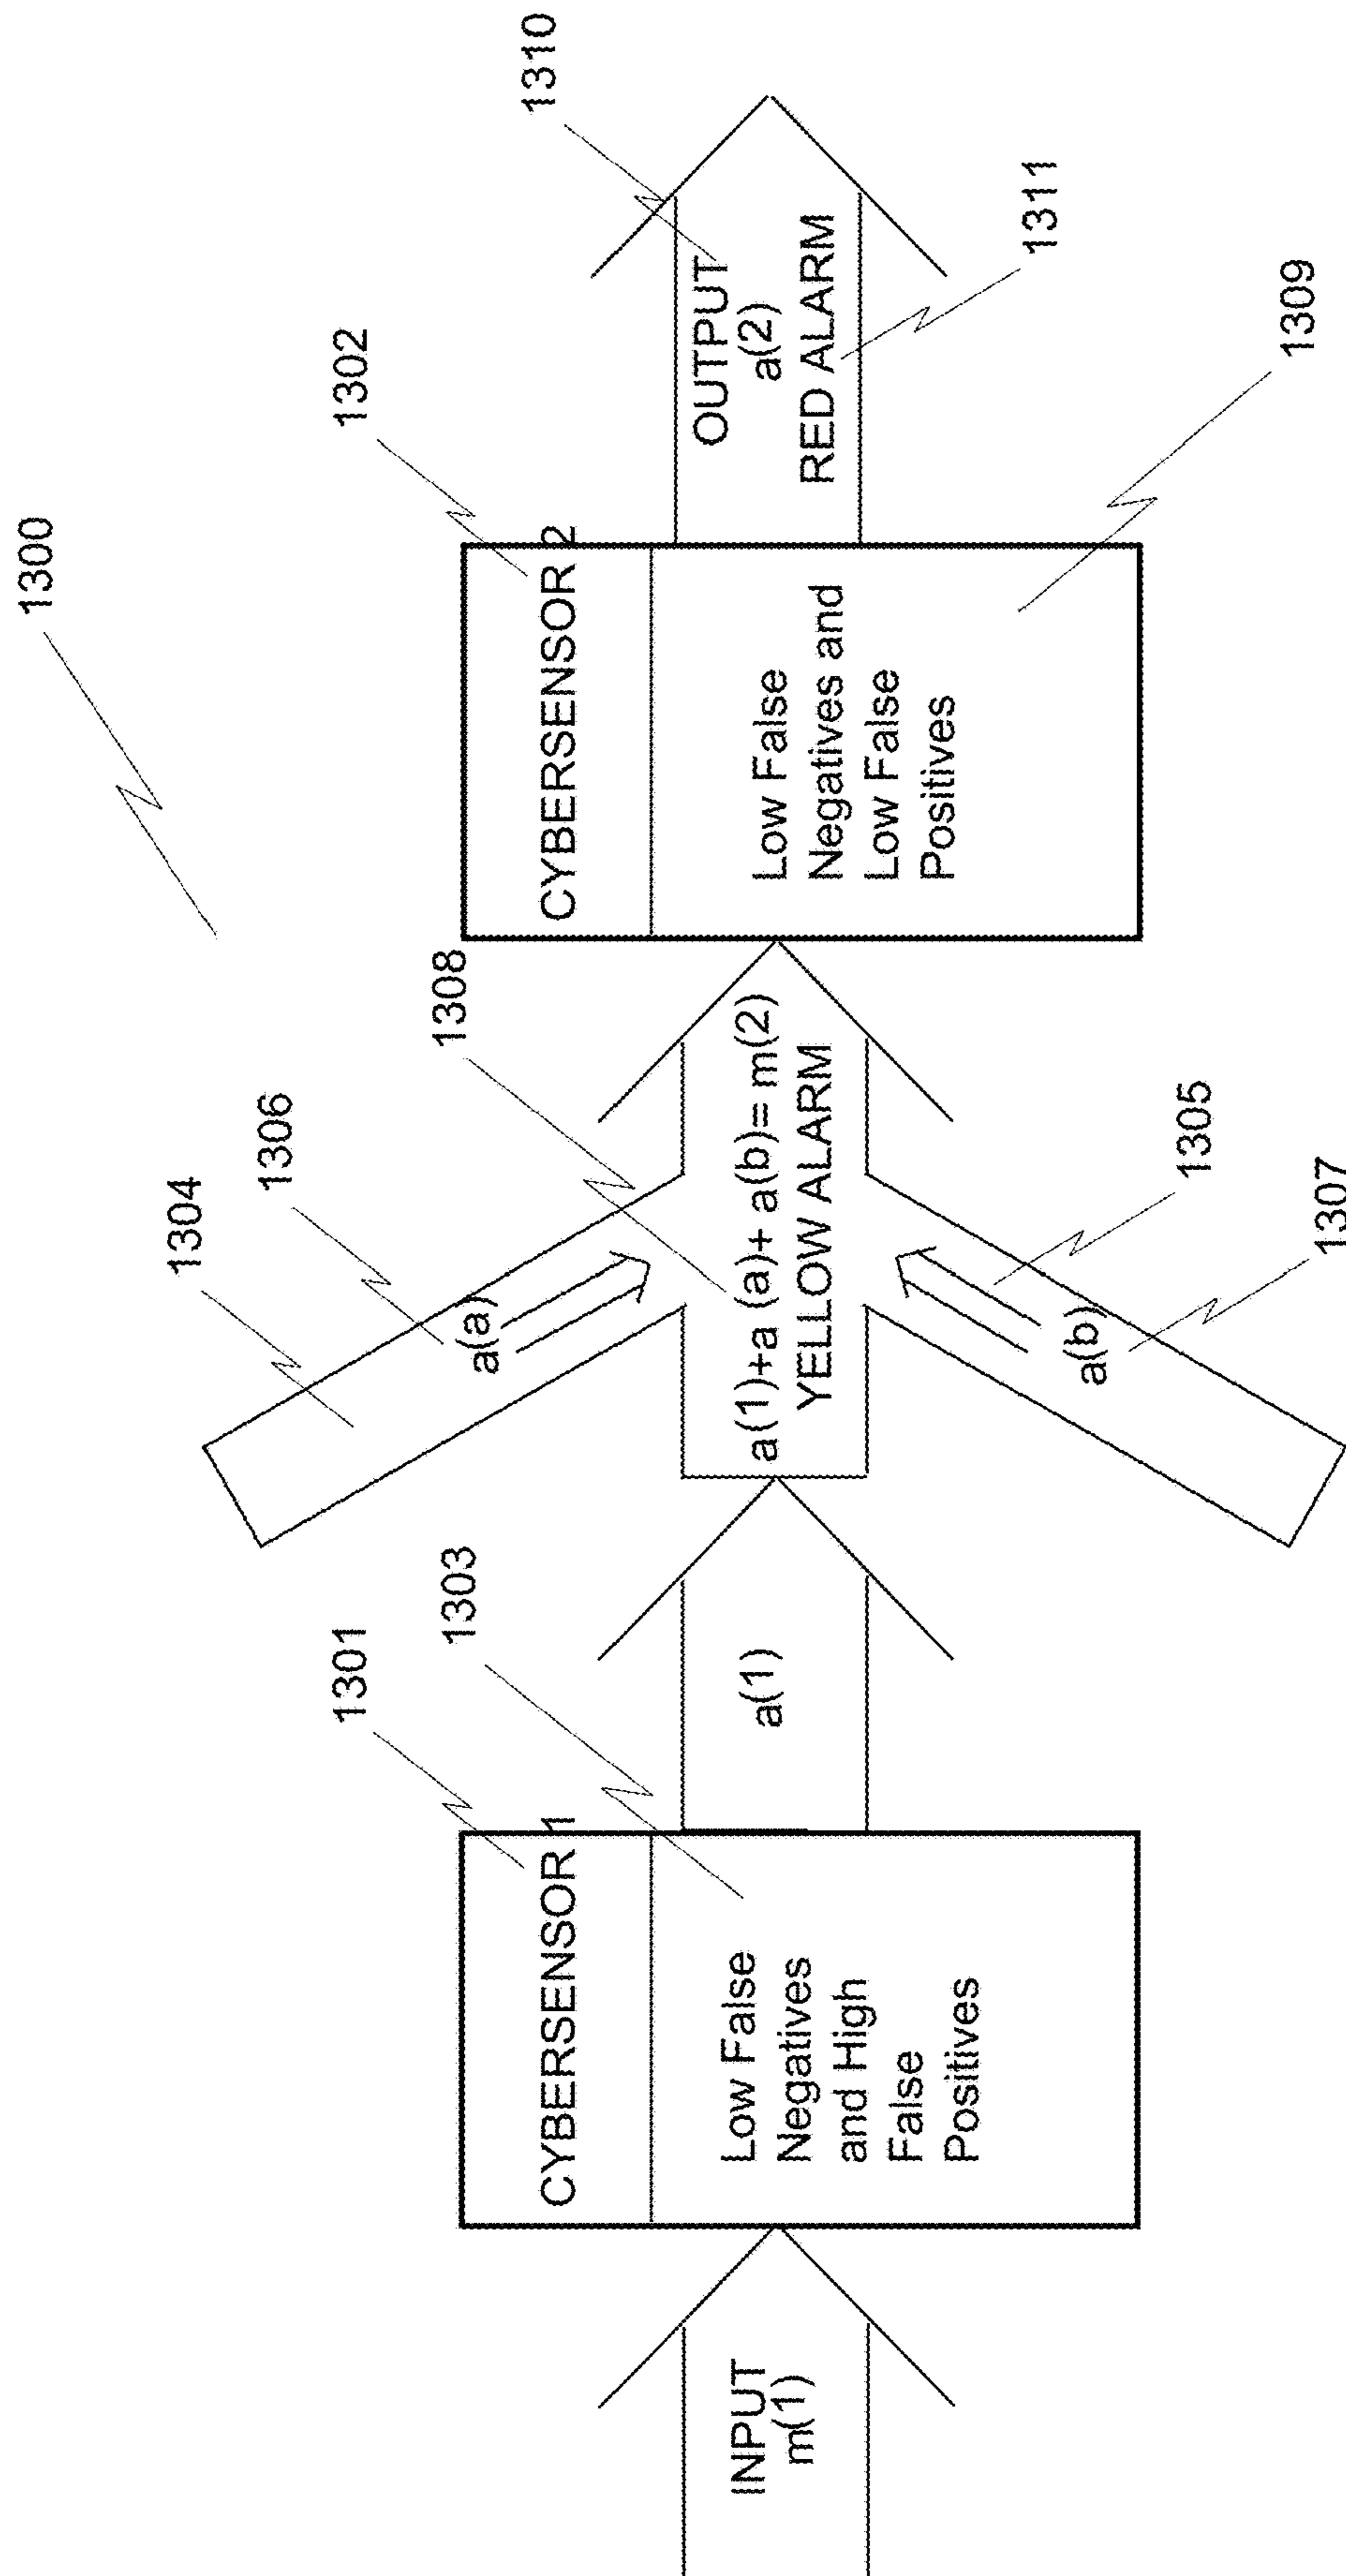 1300
1301
1303
1304
1306
1308
1302
1310
INPUT
m(1)
CYBERSENSOR 1
Low False
Negatives
and High
False
Positives
a(1)
a(a)
a(1)+a (a)+ a(b)= m(2)
YELLOW ALARM
a(b)
1305
1307
CYBERSENSOR 2
Low False
Negatives and
Low False
Positives
OUTPUT
a(2)
RED ALARM
1311
1309